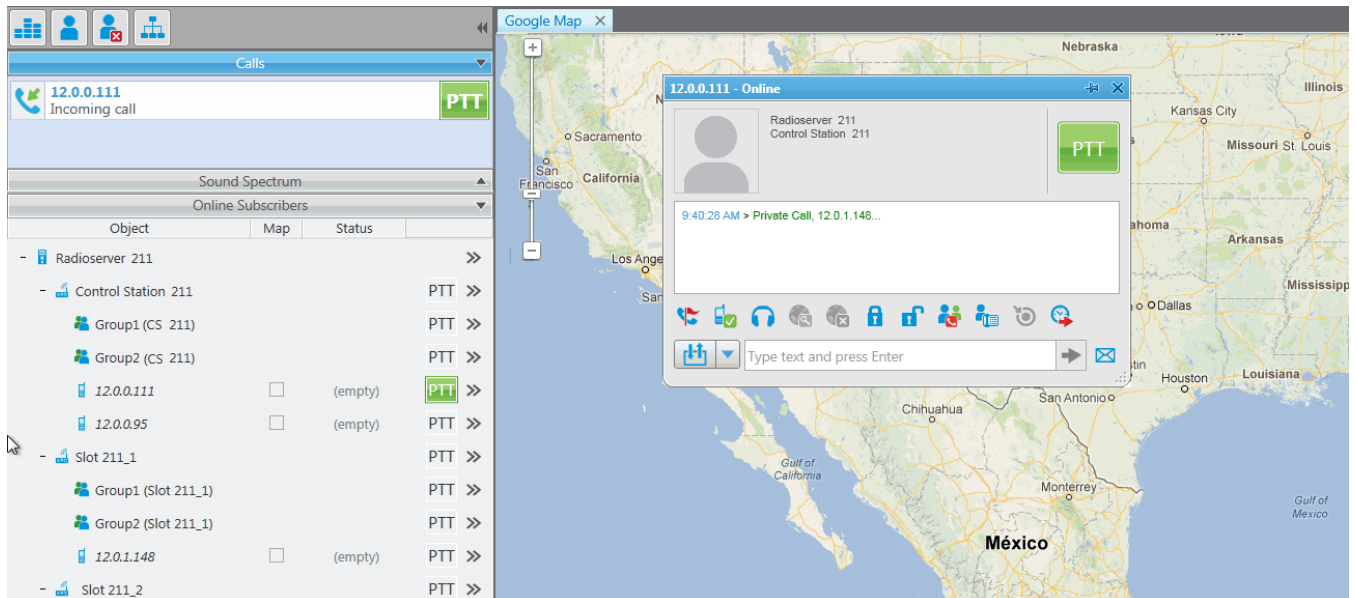 Google Map
Calls
12.0.0.111
Incoming call
PTT
Sound Spectrum
Online Subscribers
Object Map Status
- Radioserver 211
- Control Station 211 PTT
Group1 (CS 211) PTT
Group2 (CS 211) PTT
12.0.0.111 (empty) PTT
12.0.0.95 (empty) PTT
- Slot 211_1 PTT
Group1 (Slot 211_1) PTT
Group2 (Slot 211_1) PTT
12.0.1.148 (empty) PTT
- Slot 211_2 PTT
12.0.0.111 - Online
Radioserver 211
Control Station 211
PTT
9:40:28 AM > Private Call, 12.0.1.148...
Type text and press Enter
Nebraska
Illinois
Kansas City
Missouri St. Louis
Sacramento
San
Francisco
California
Los Ange
San
ahoma
Arkansas
Mississipp
Dallas
stin
Houston
Louisiana
San Antonio
Chihuahua
Gulf of
California
Monterrey
Gulf of
Mexico
México